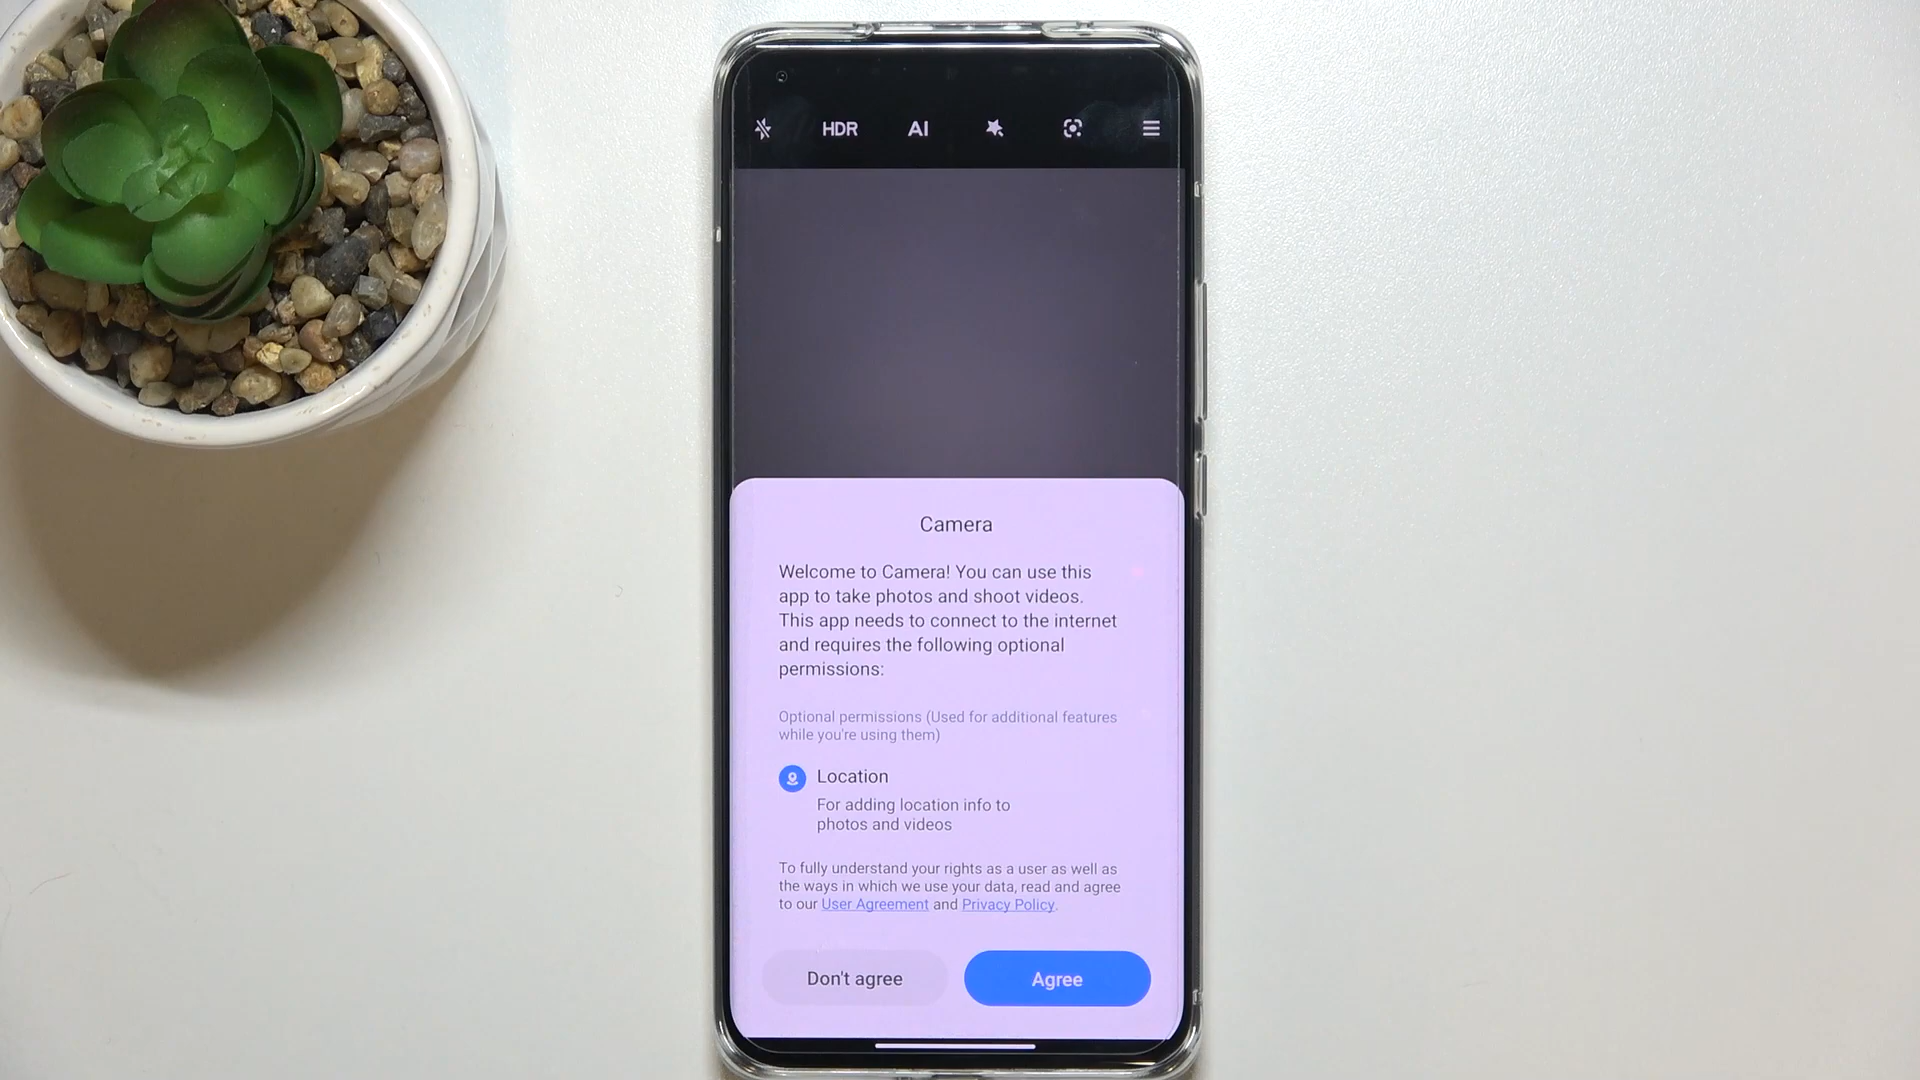 HDR AI
Camera
Welcome to Camera! You can use this
app to take photos and shoot videos.
This app needs to connect to the internet
and requires the following optional
permissions:
Optional permissions (Used for additional features
while you're using them)
Location
For adding location info to
photos and videos
To fully understand your rights as a user as well as
the ways in which we use your data, read and agree
to our User Agreement and Privacy Policy.
Don't agree Agree